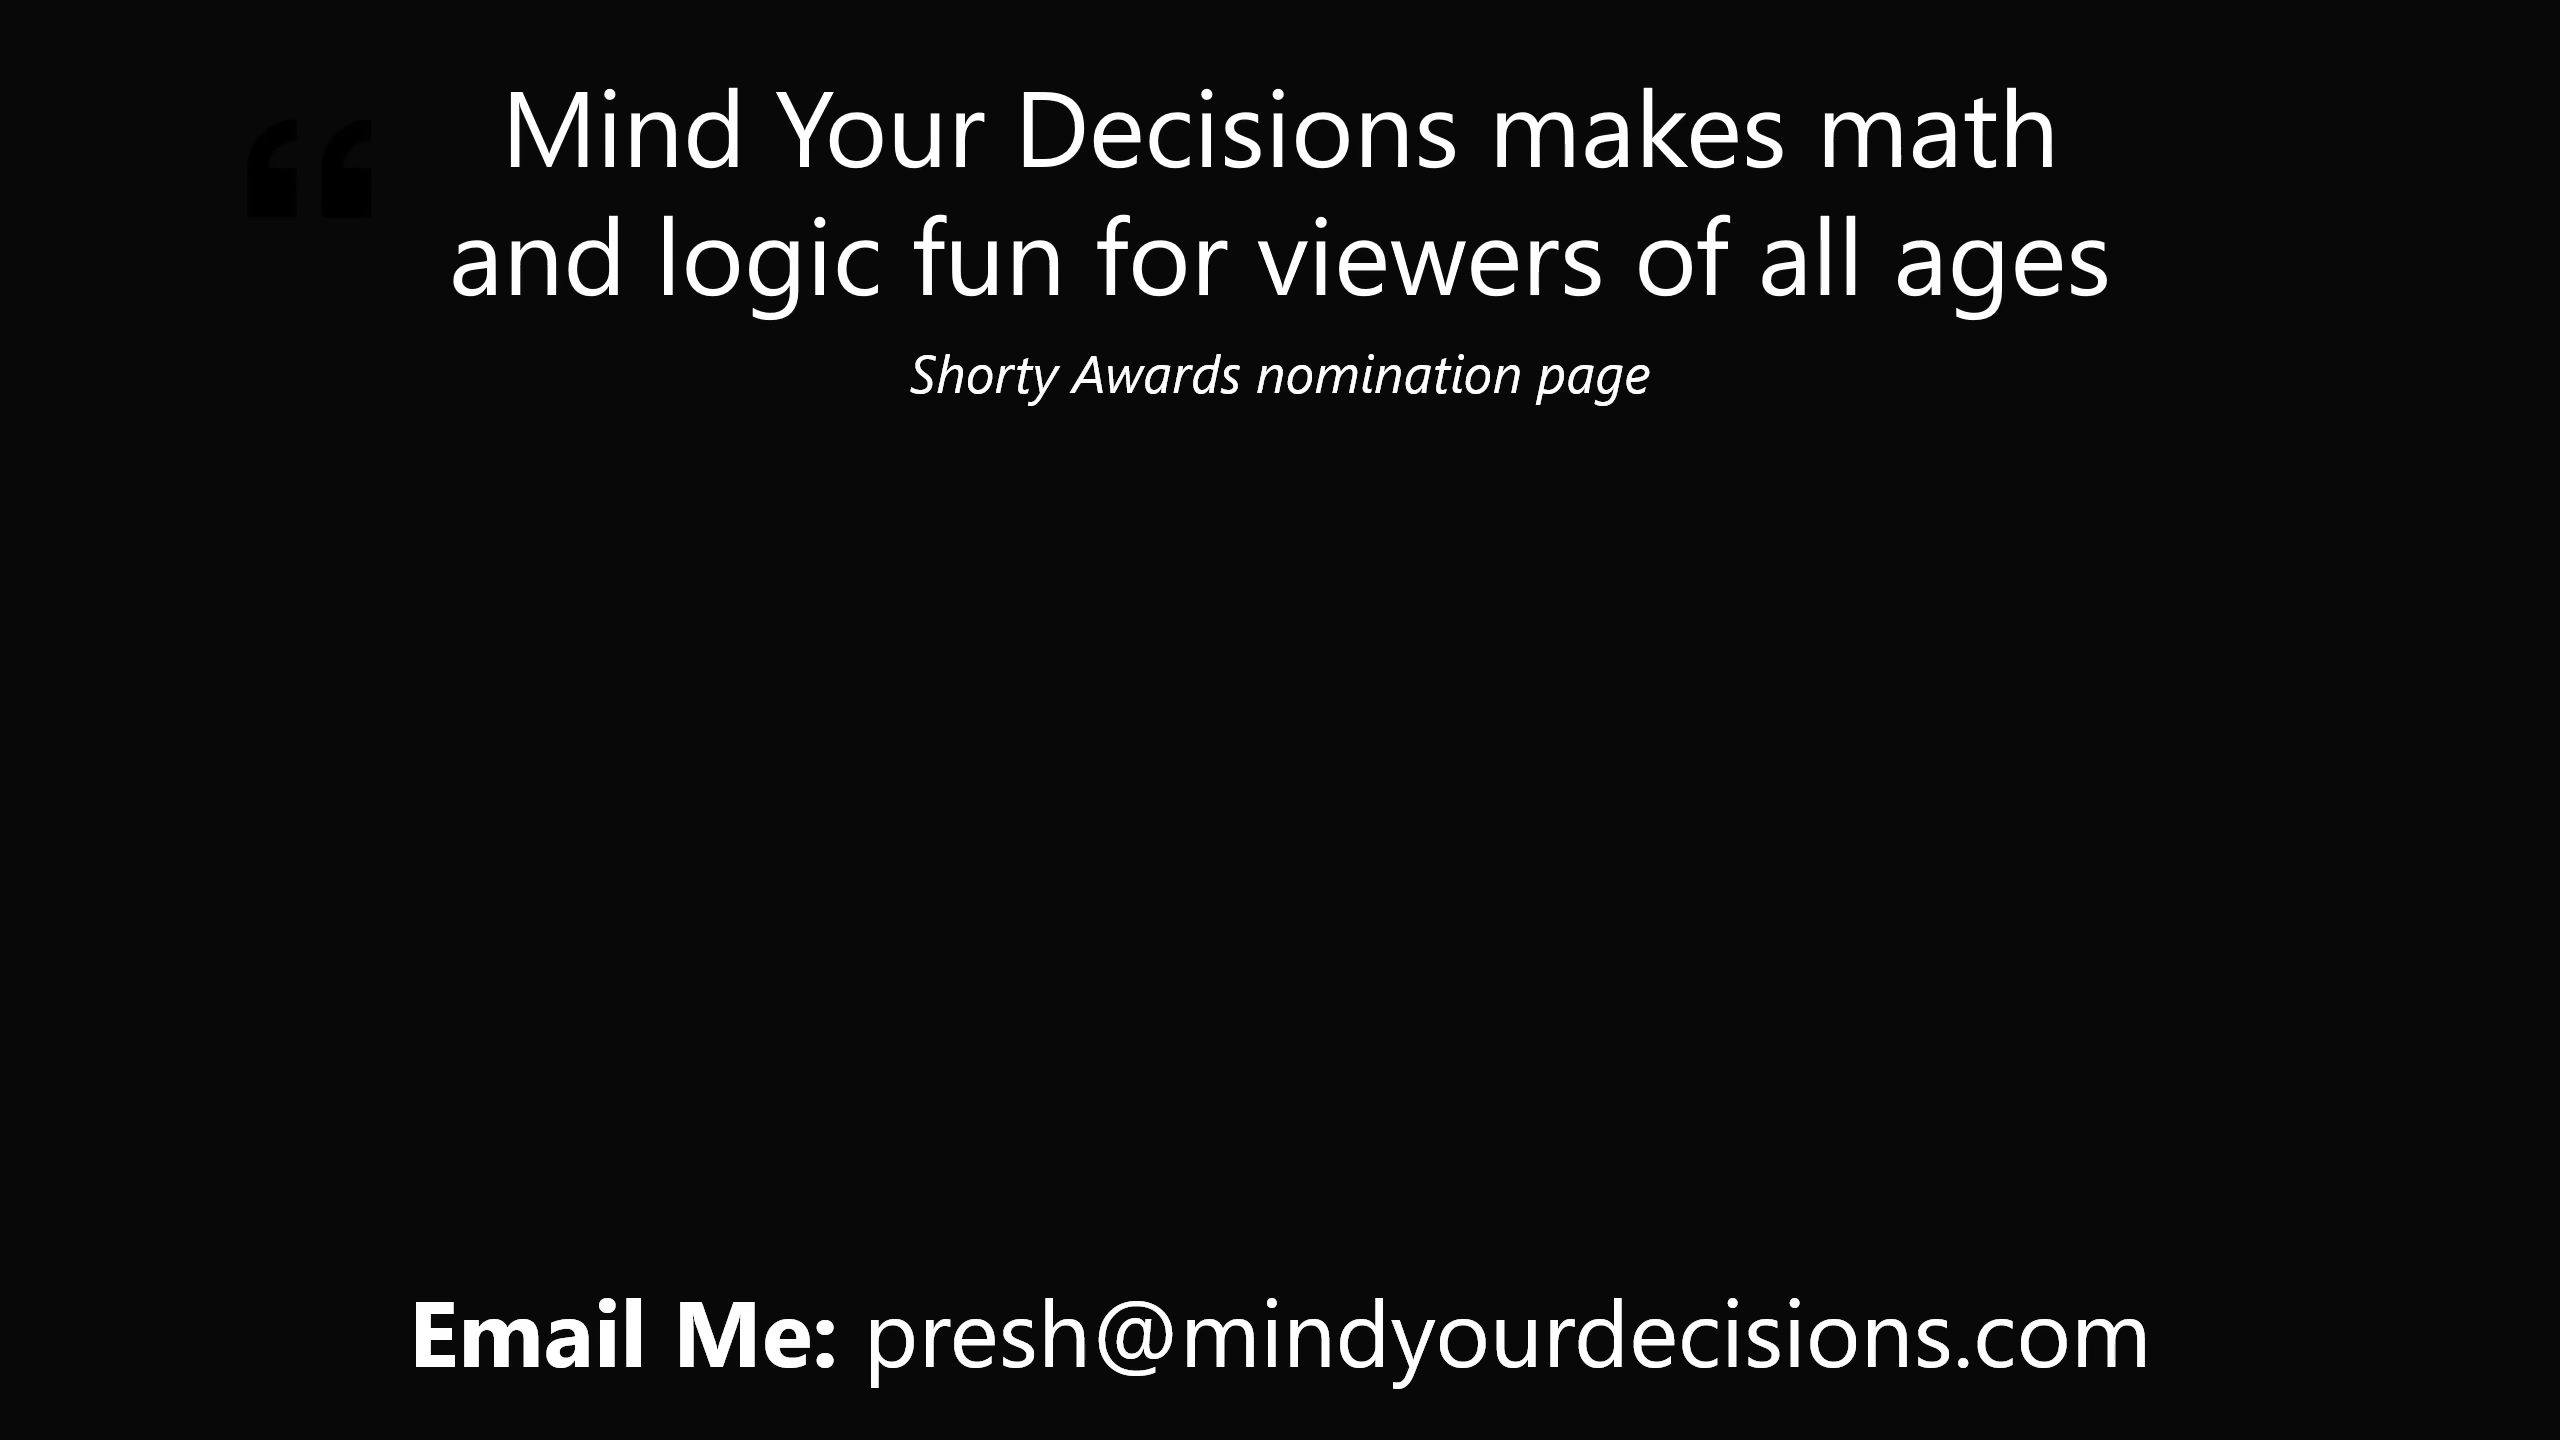 “
Mind Your Decisions makes math
and logic fun for viewers of all ages
Shorty Awards nomination page
Email Me: presh@mindyourdecisions.com